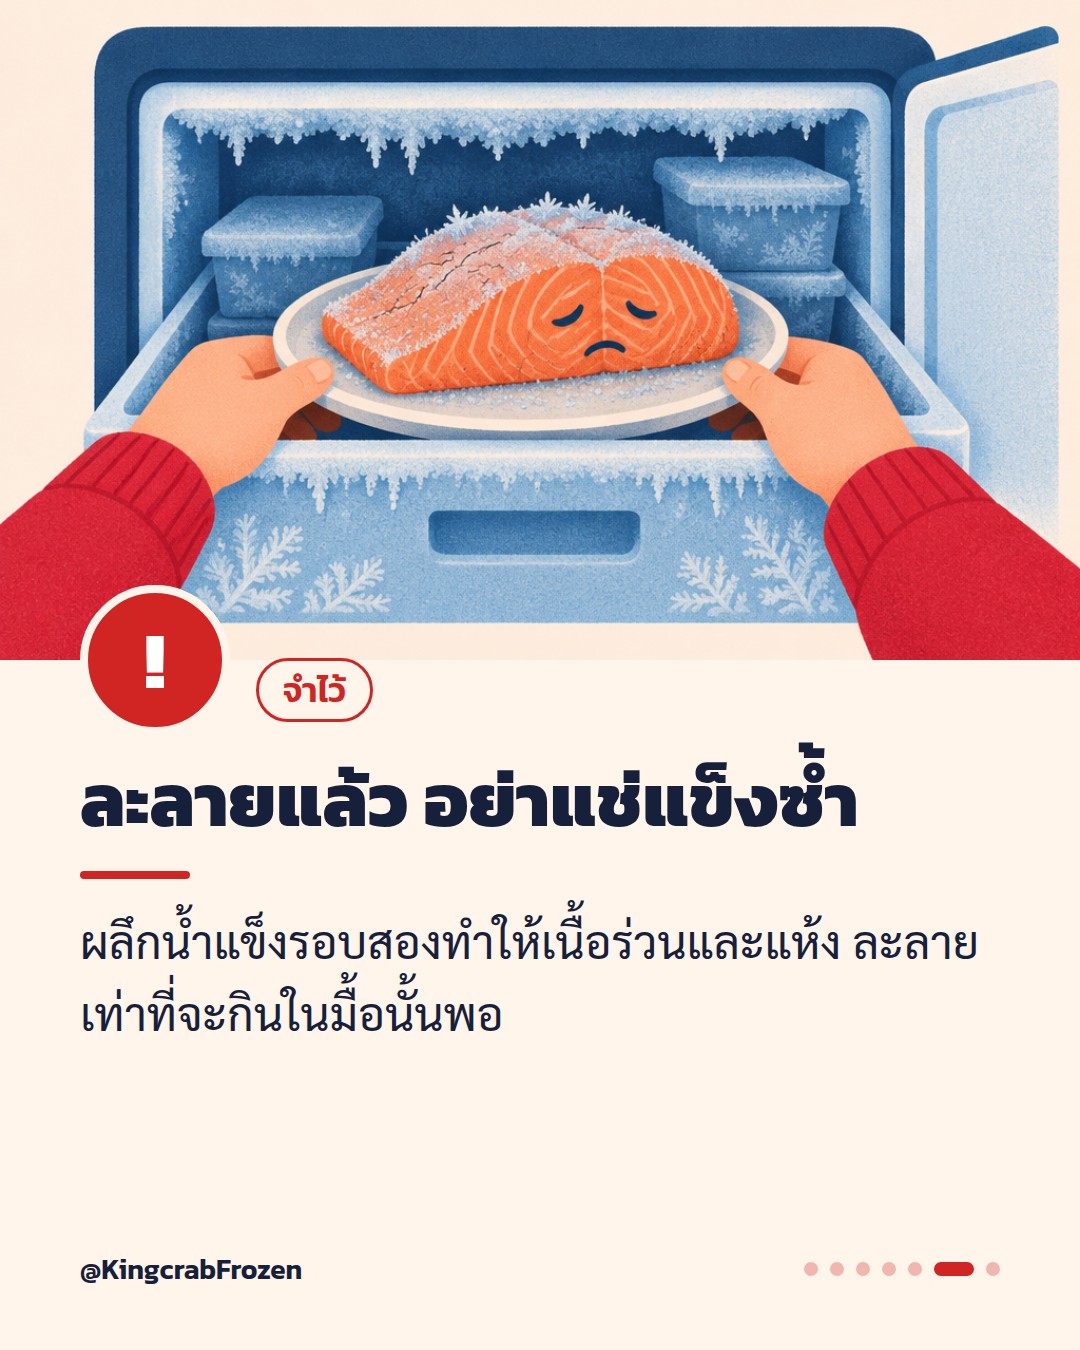 !
จำไว้
ละลายแล้ว อย่าแช่แข็งซ้ำ
ผลึกน้ำแข็งรอบสองทำให้เนื้อร่วนและแห้ง ละลาย
เท่าที่จะกินในมื้อนั้นพอ
@KingcrabFrozen